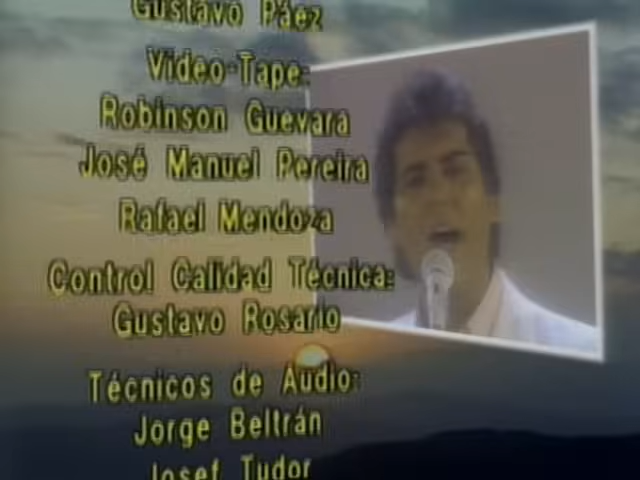 Gustavo Páez
Video-Tape:
Robinson Guevara
José Manuel Pereira
Rafael Mendoza
Control Calidad Técnica:
Gustavo Rosario
Técnicos de Audio:
Jorge Beltrán
Josef Tudor